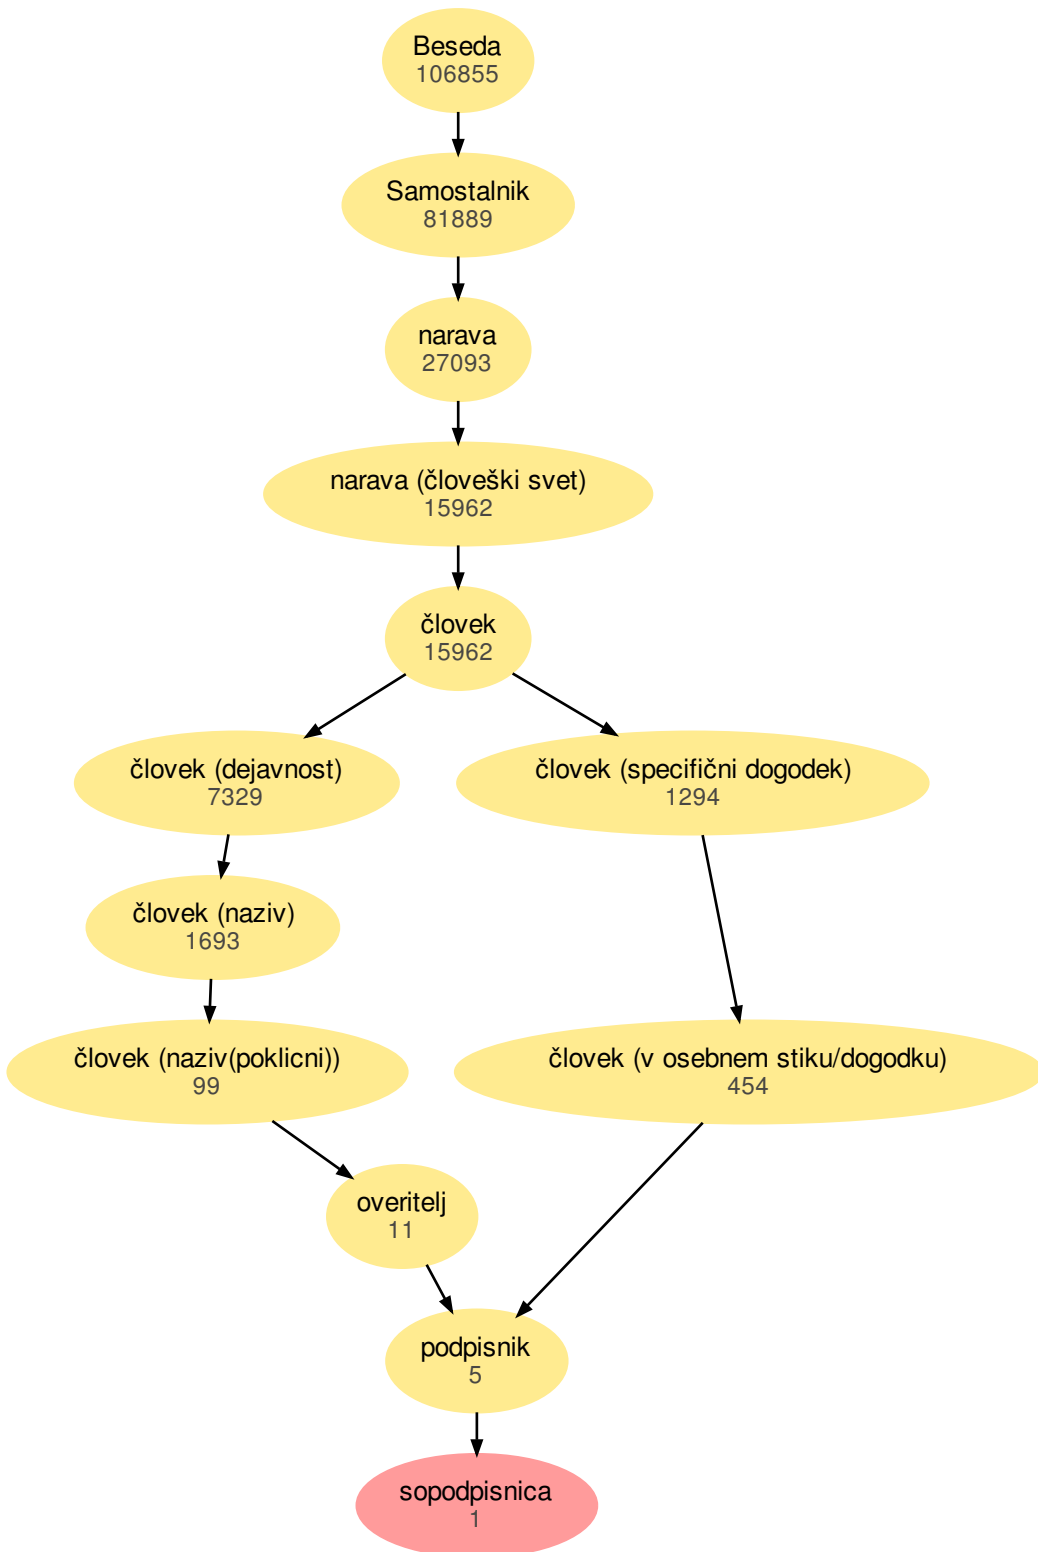 Beseda
106855
Samostalnik
81889
narava
27093
narava (človeški svet)
15962
človek
15962
človek (dejavnost)
7329
človek (specifični dogodek)
1294
človek (naziv)
1693
človek (naziv(poklicni))
99
človek (v osebnem stiku/dogodku)
454
overitelj
11
podpisnik
5
sopodpisnica
1